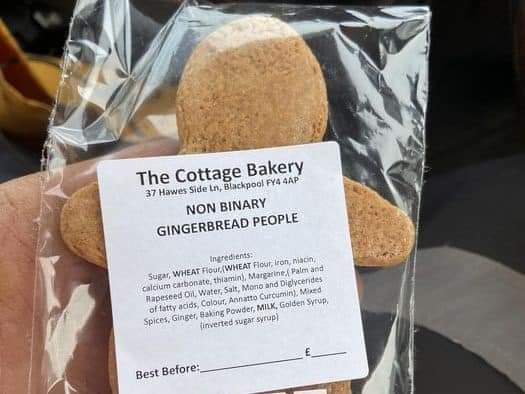 The Cottage Bakery
37 Hawes Side Ln, Blackpool FY4 4AP
NON BINARY
GINGERBREAD PEOPLE
Ingredients:
Sugar, WHEAT Flour,(WHEAT Flour, iron, niacin,
calcium carbonate, thiamin), Margarine,( Palm and
Rapeseed Oil, Water, Salt, Mono and Diglycerides
of fatty acids, Colour, Annatto Curcumin), Mixed
Spices, Ginger, Baking Powder, MILK, Golden Syrup,
(inverted sugar syrup)
Best Before:_______________ £_____